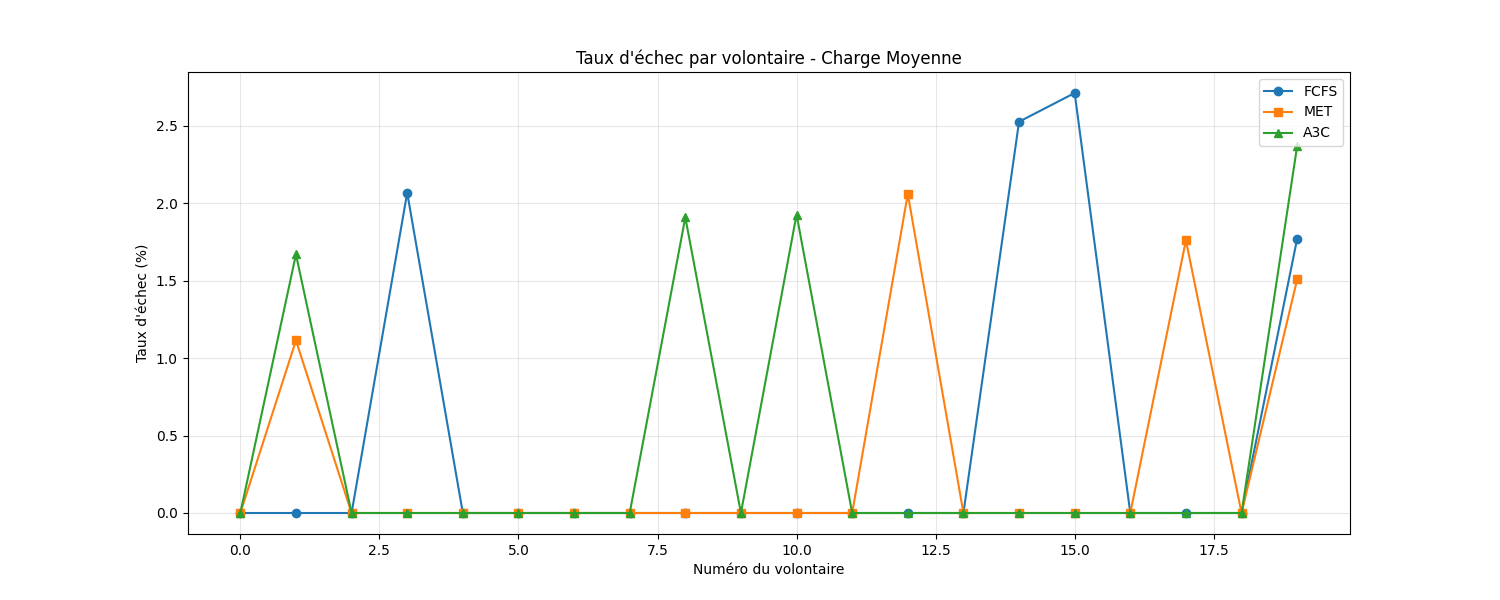 Taux d'échec par volontaire - Charge Moyenne
FCFS
MET
A3C
Taux d'échec (%)
2.5
2.0
1.5
1.0
0.5
0.0
0.0 2.5 5.0 7.5 10.0 12.5 15.0 17.5
Numéro du volontaire